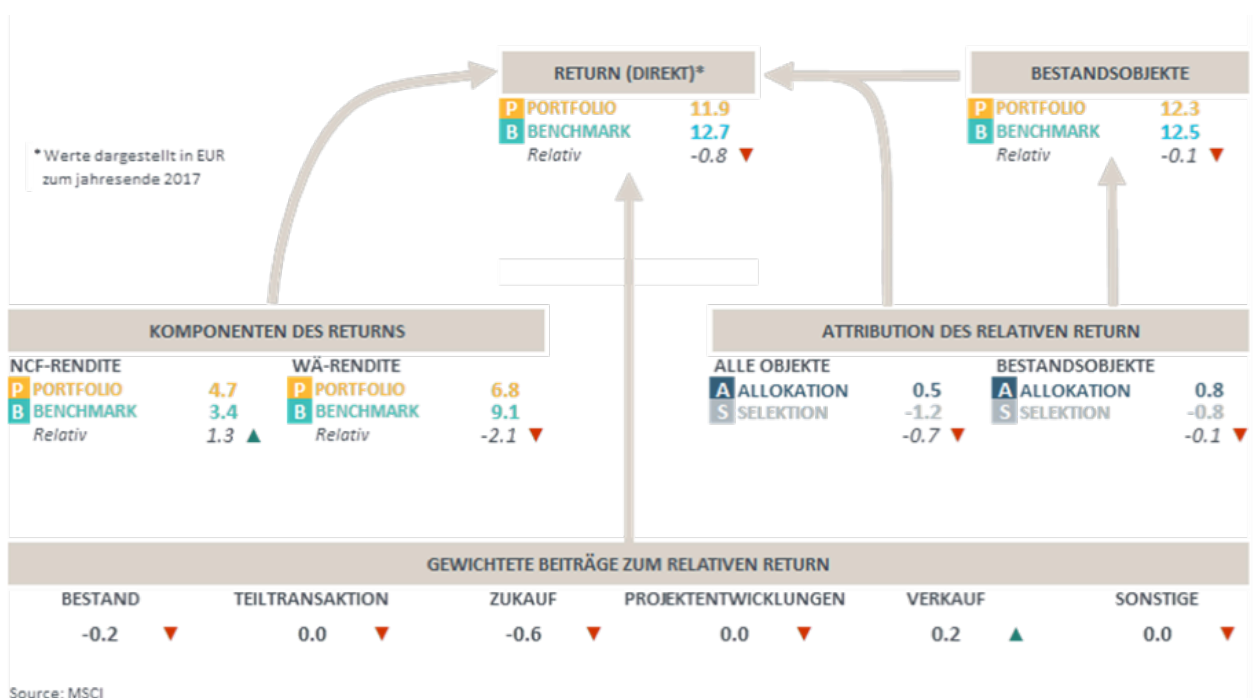 RETURN (DIREKT)*
P PORTFOLIO 11.9
B BENCHMARK 12.7
Relativ -0.8 ▼
BESTANDSOBJEKTE
P PORTFOLIO 12.3
B BENCHMARK 12.5
Relativ -0.1 ▼
* Werte dargestellt in EUR
zum jahresende 2017
KOMPONENTEN DES RETURNS
NCF-RENDITE
P PORTFOLIO 4.7
B BENCHMARK 3.4
Relativ 1.3 ▲
WÄ-RENDITE
P PORTFOLIO 6.8
B BENCHMARK 9.1
Relativ -2.1 ▼
ATTRIBUTION DES RELATIVEN RETURN
ALLE OBJEKTE
A ALLOKATION 0.5
S SELEKTION -1.2
-0.7 ▼
BESTANDSOBJEKTE
A ALLOKATION 0.8
S SELEKTION -0.8
-0.1 ▼
GEWICHTETE BEITRÄGE ZUM RELATIVEN RETURN
BESTAND TEILTRANSAKTION ZUKAUF PROJEKTENTWICKLUNGEN VERKAUF SONSTIGE
-0.2 ▼ 0.0 ▼ -0.6 ▼ 0.0 ▼ 0.2 ▲ 0.0 ▼
Source: MSCI